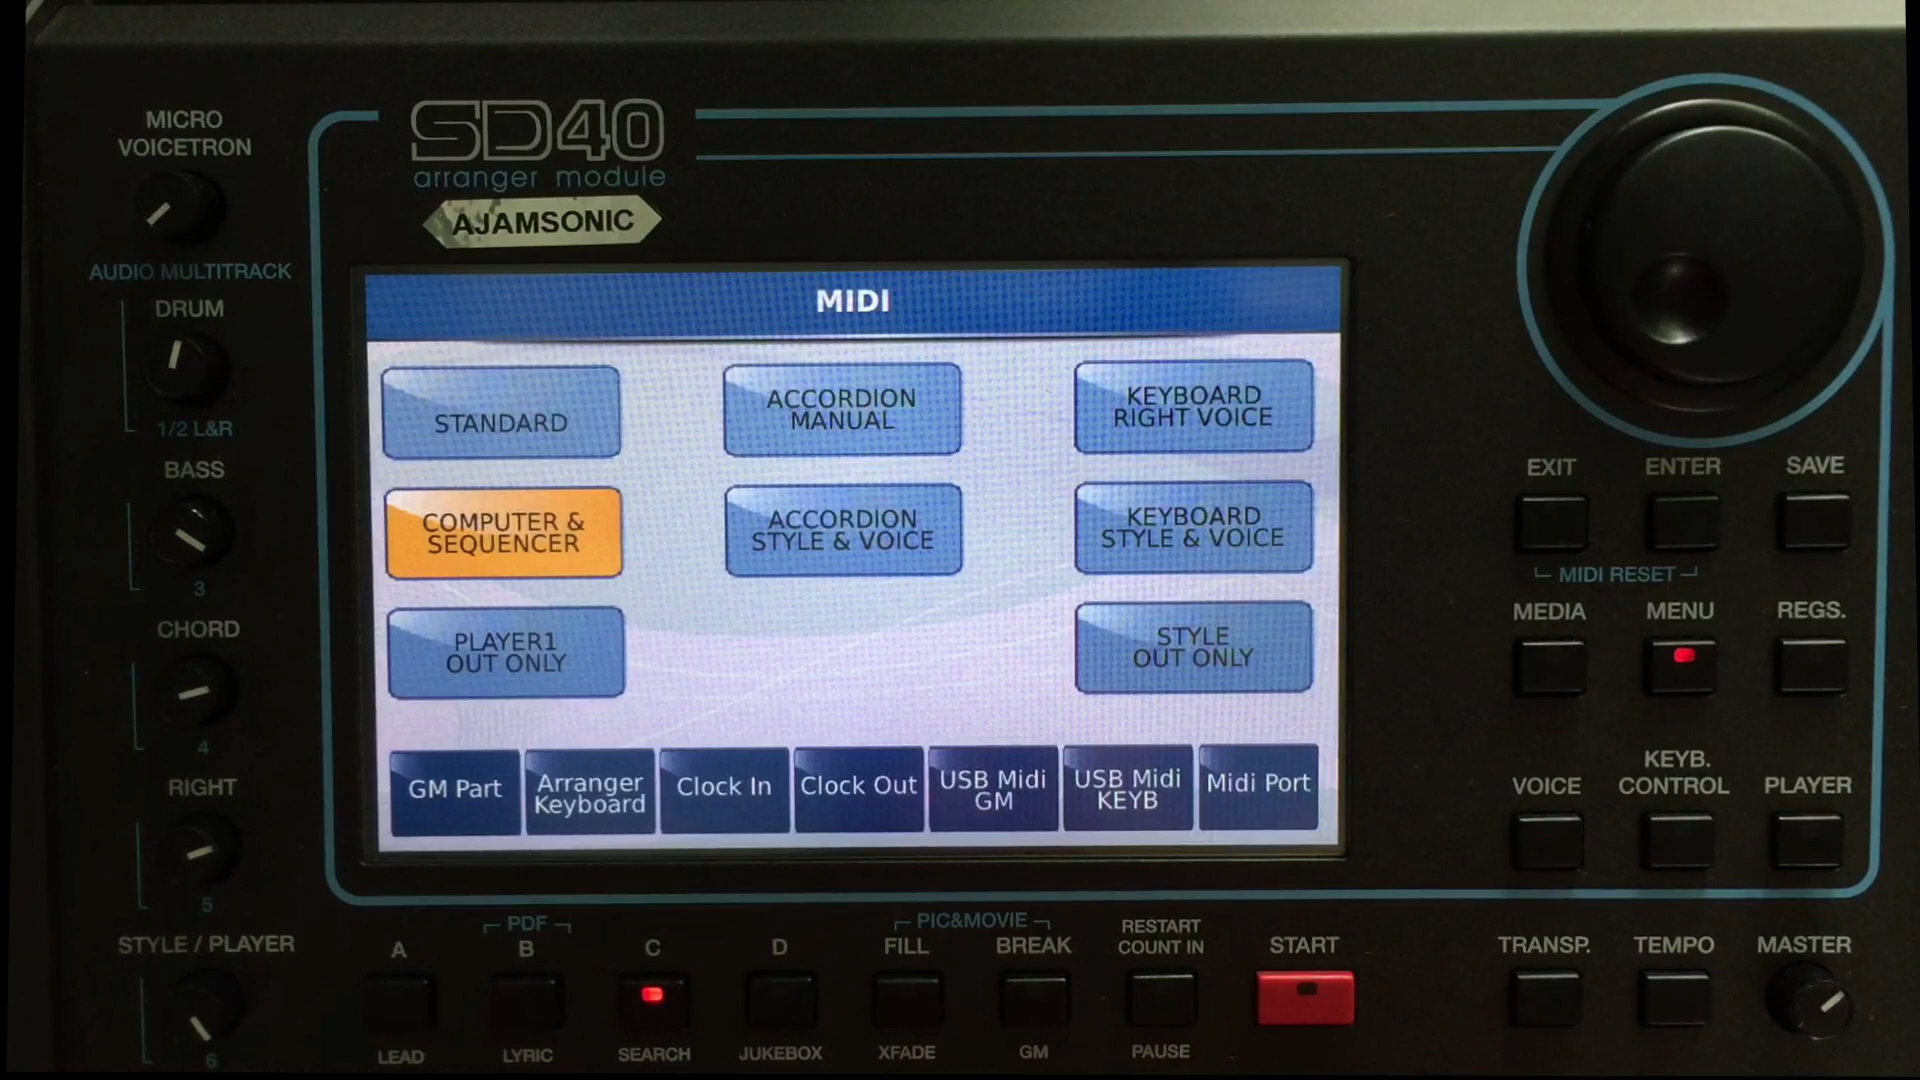 MICRO
VOICETRON
AUDIO MULTITRACK
DRUM
1/2 L&R
BASS
3
CHORD
4
RIGHT
5
STYLE / PLAYER
6
SD40
arranger module
AJAMSONIC
MIDI
STANDARD
ACCORDION
MANUAL
KEYBOARD
RIGHT VOICE
COMPUTER &
SEQUENCER
ACCORDION
STYLE & VOICE
KEYBOARD
STYLE & VOICE
PLAYER1
OUT ONLY
STYLE
OUT ONLY
GM Part
Arranger
Keyboard
Clock In
Clock Out
USB Midi
GM
USB Midi
KEYB
Midi Port
EXIT
ENTER
SAVE
MIDI RESET
MEDIA
MENU
REGS.
VOICE
KEYB.
CONTROL
PLAYER
PDF
PIC&MOVIE
A
B
C
D
FILL
BREAK
RESTART
COUNT IN
START
TRANSP.
TEMPO
MASTER
LEAD
LYRIC
SEARCH
JUKEBOX
XFADE
GM
PAUSE